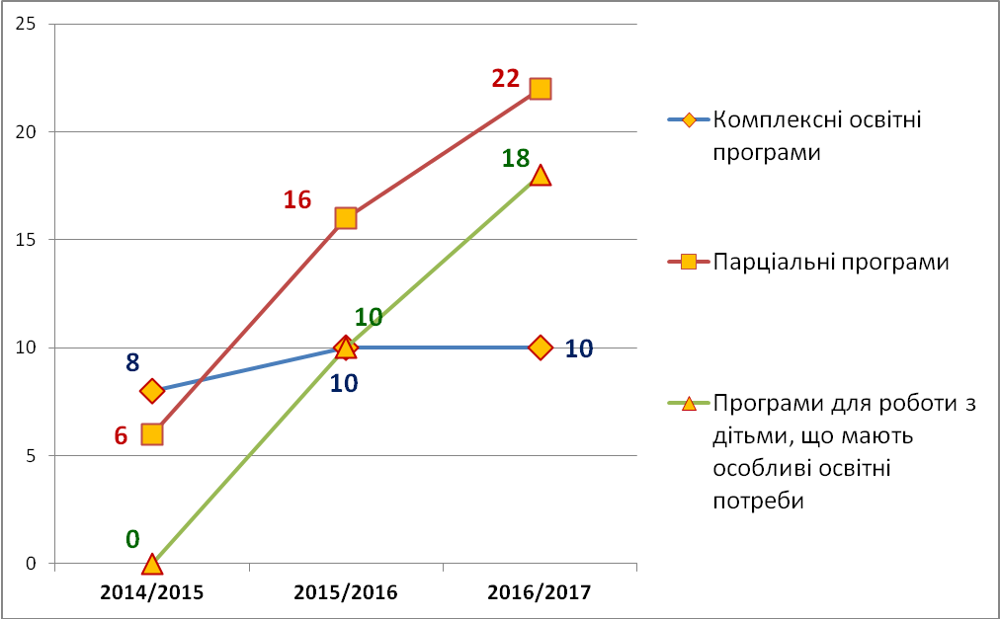 25
20
15
10
5
0
22
18
16
10
10
10
8
6
0
2014/2015
2015/2016
2016/2017
Комплексні освітні
програми
Парціальні програми
Програми для роботи з
дітьми, що мають
особливі освітні
потреби